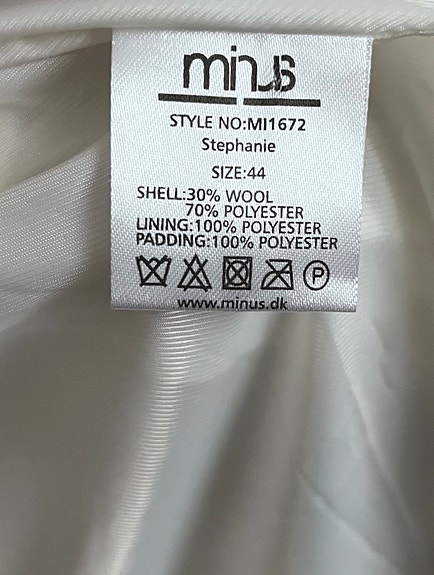 minus
STYLE NO:MI1672
Stephanie
SIZE:44
SHELL:30% WOOL
70% POLYESTER
LINING:100% POLYESTER
PADDING:100% POLYESTER
P
www.minus.dk